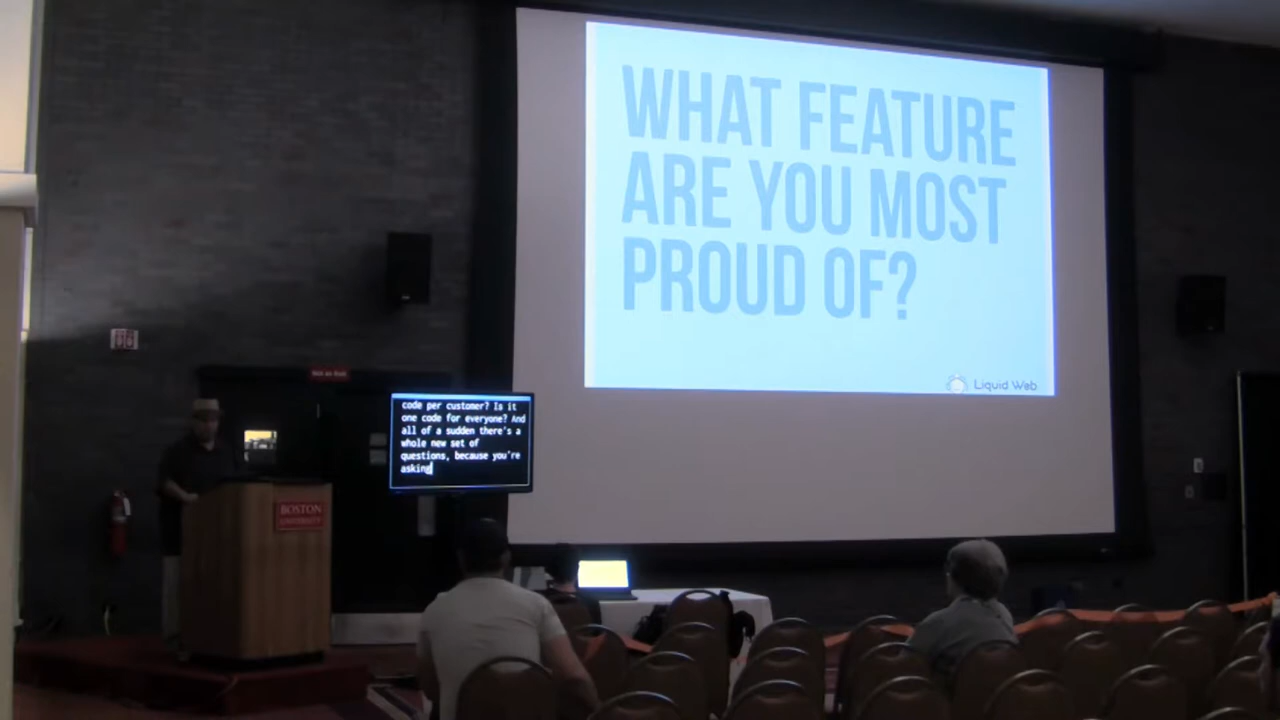 WHAT FEATURE
ARE YOU MOST
PROUD OF?
Liquid Web
code per customer? Is it
one code for everyone? And
all of a sudden there's a
whole new set of
questions, because you're
asking
BOSTON
UNIVERSITY